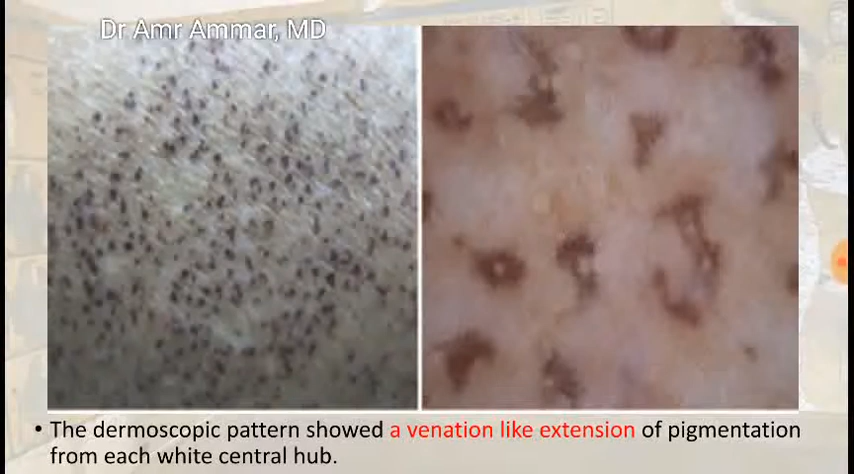 Dr Amr Ammar, MD
• The dermoscopic pattern showed a venation like extension of pigmentation
from each white central hub.